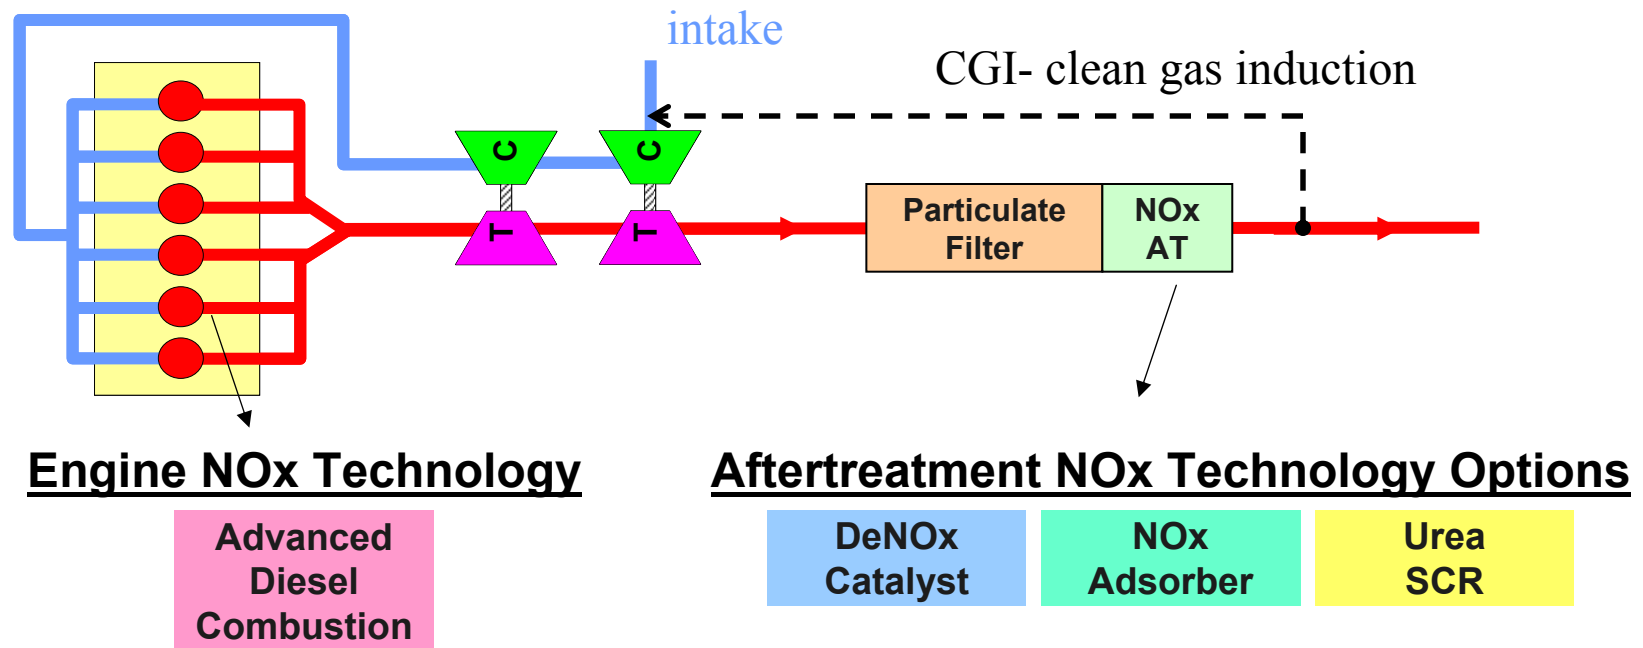 intake
CGI- clean gas induction
C
C
T
T
Particulate
Filter
NOx
AT
Engine NOx Technology
Advanced
Diesel
Combustion
Aftertreatment NOx Technology Options
DeNOx
Catalyst
NOx
Adsorber
Urea
SCR